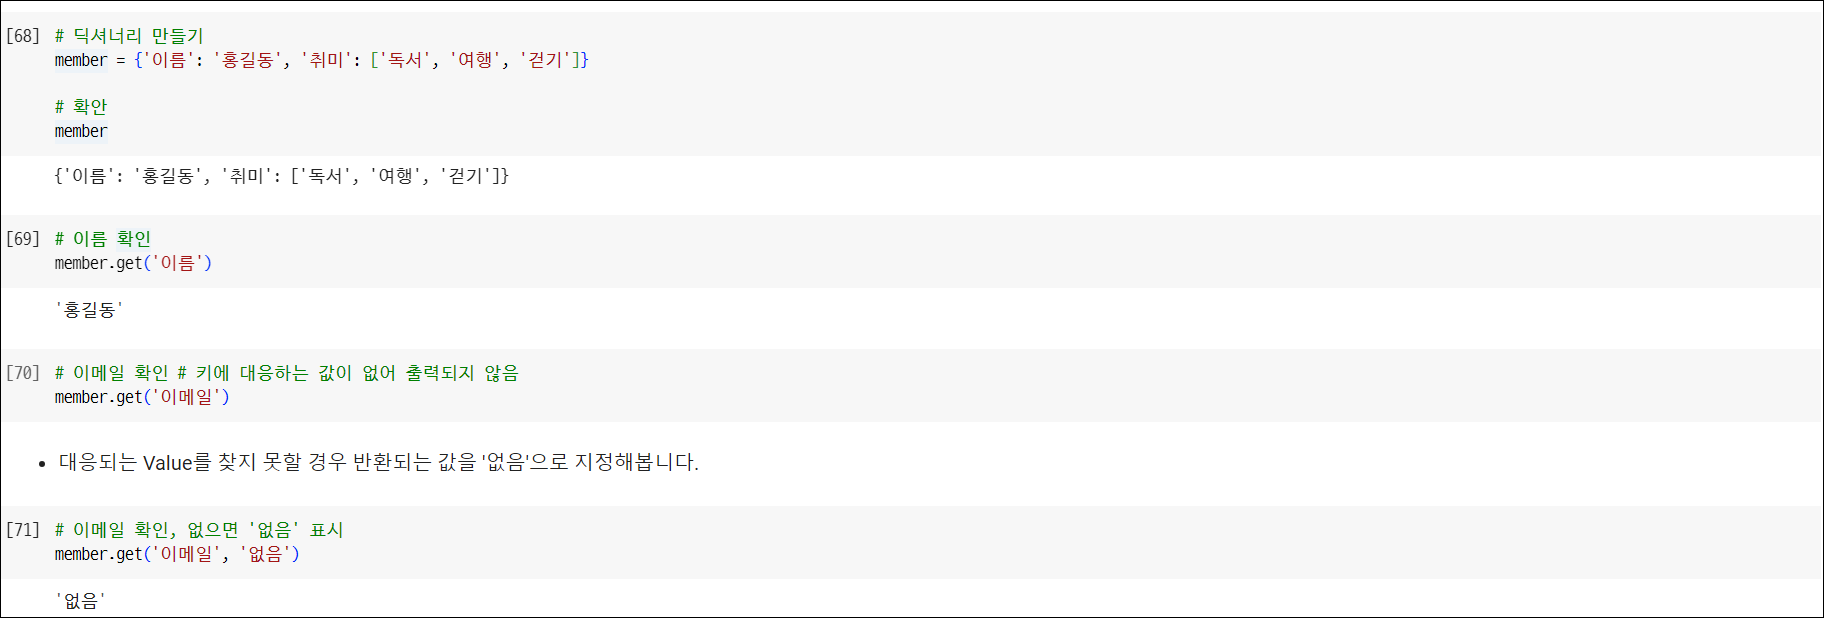 [68] # 딕셔너리 만들기
member = {'이름': '홍길동', '취미': ['독서', '여행', '걷기']}
# 확안
member
{'이름': '홍길동', '취미': ['독서', '여행', '걷기']}
[69] # 이름 확인
member.get('이름')
'홍길동'
[70] # 이메일 확인 # 키에 대응하는 값이 없어 출력되지 않음
member.get('이메일')
• 대응되는 Value를 찾지 못할 경우 반환되는 값을 '없음'으로 지정해봅니다.
[71] # 이메일 확인, 없으면 '없음' 표시
member.get('이메일', '없음')
'없음'